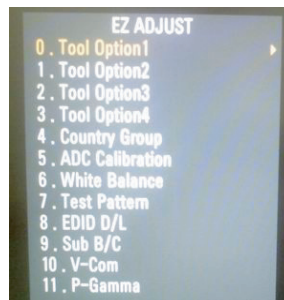 EZ ADJUST
0 . Tool Option1
1 . Tool Option2
2 . Tool Option3
3 . Tool Option4
4 . Country Group
5 . ADC Calibration
6 . White Balance
7 . Test Pattern
8 . EDID D/L
9 . Sub B/C
10 . V-Com
11 . P-Gamma